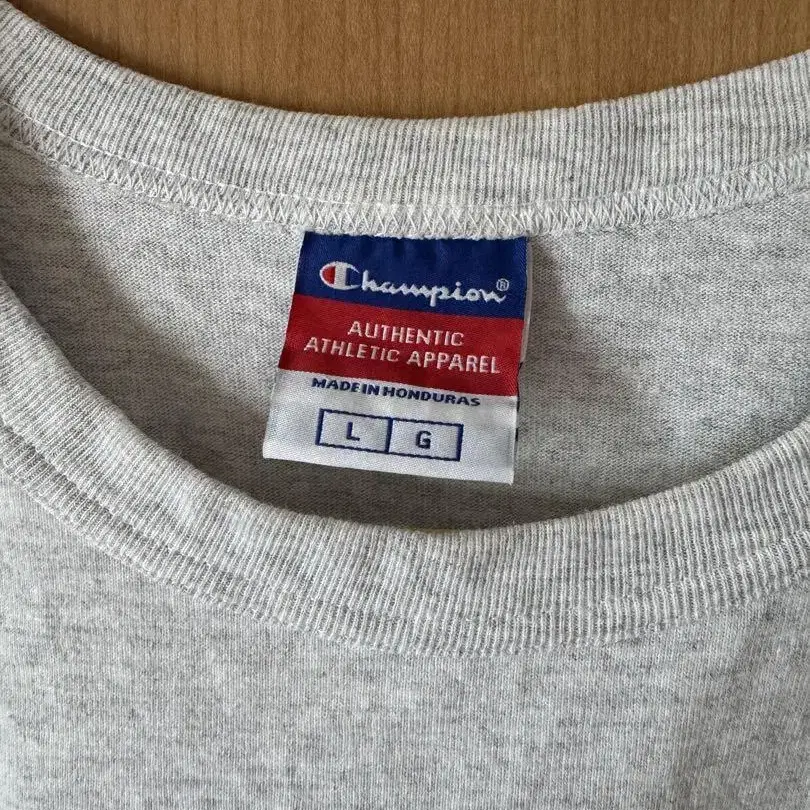 Champion®
AUTHENTIC
ATHLETIC APPAREL
MADE IN HONDURAS
L G